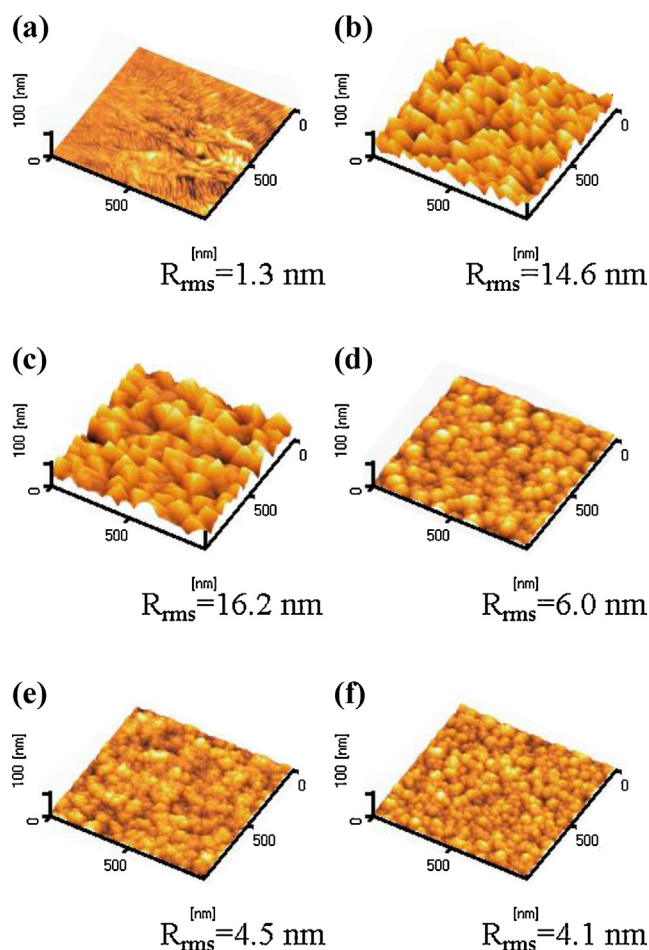 (a)
100 [nm]
0
500
500
0
[nm]
Rrms=1.3 nm
(b)
100 [nm]
0
500
500
0
[nm]
Rrms=14.6 nm
(c)
100 [nm]
0
500
500
0
[nm]
Rrms=16.2 nm
(d)
100 [nm]
0
500
500
0
[nm]
Rrms=6.0 nm
(e)
100 [nm]
0
500
500
0
Rrms=4.5 nm
(f)
100 [nm]
0
500
500
0
Rrms=4.1 nm